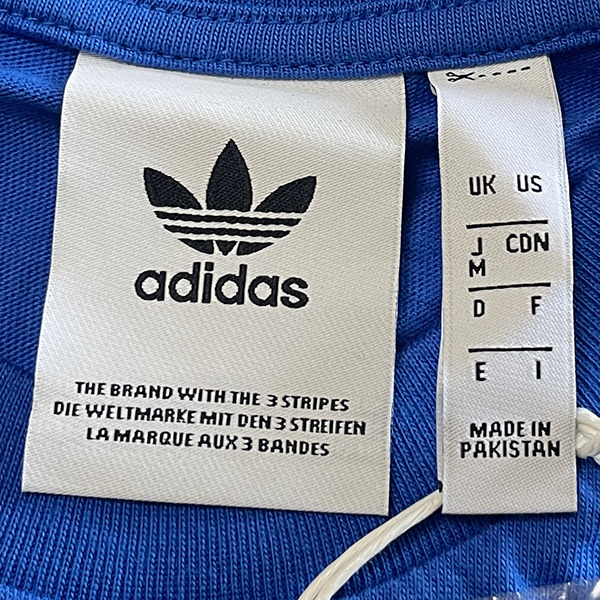 adidas
THE BRAND WITH THE 3 STRIPES
DIE WELTMARKE MIT DEN 3 STREIFEN
LA MARQUE AUX 3 BANDES
UK US
J CDN
M
D F
E I
MADE IN
PAKISTAN